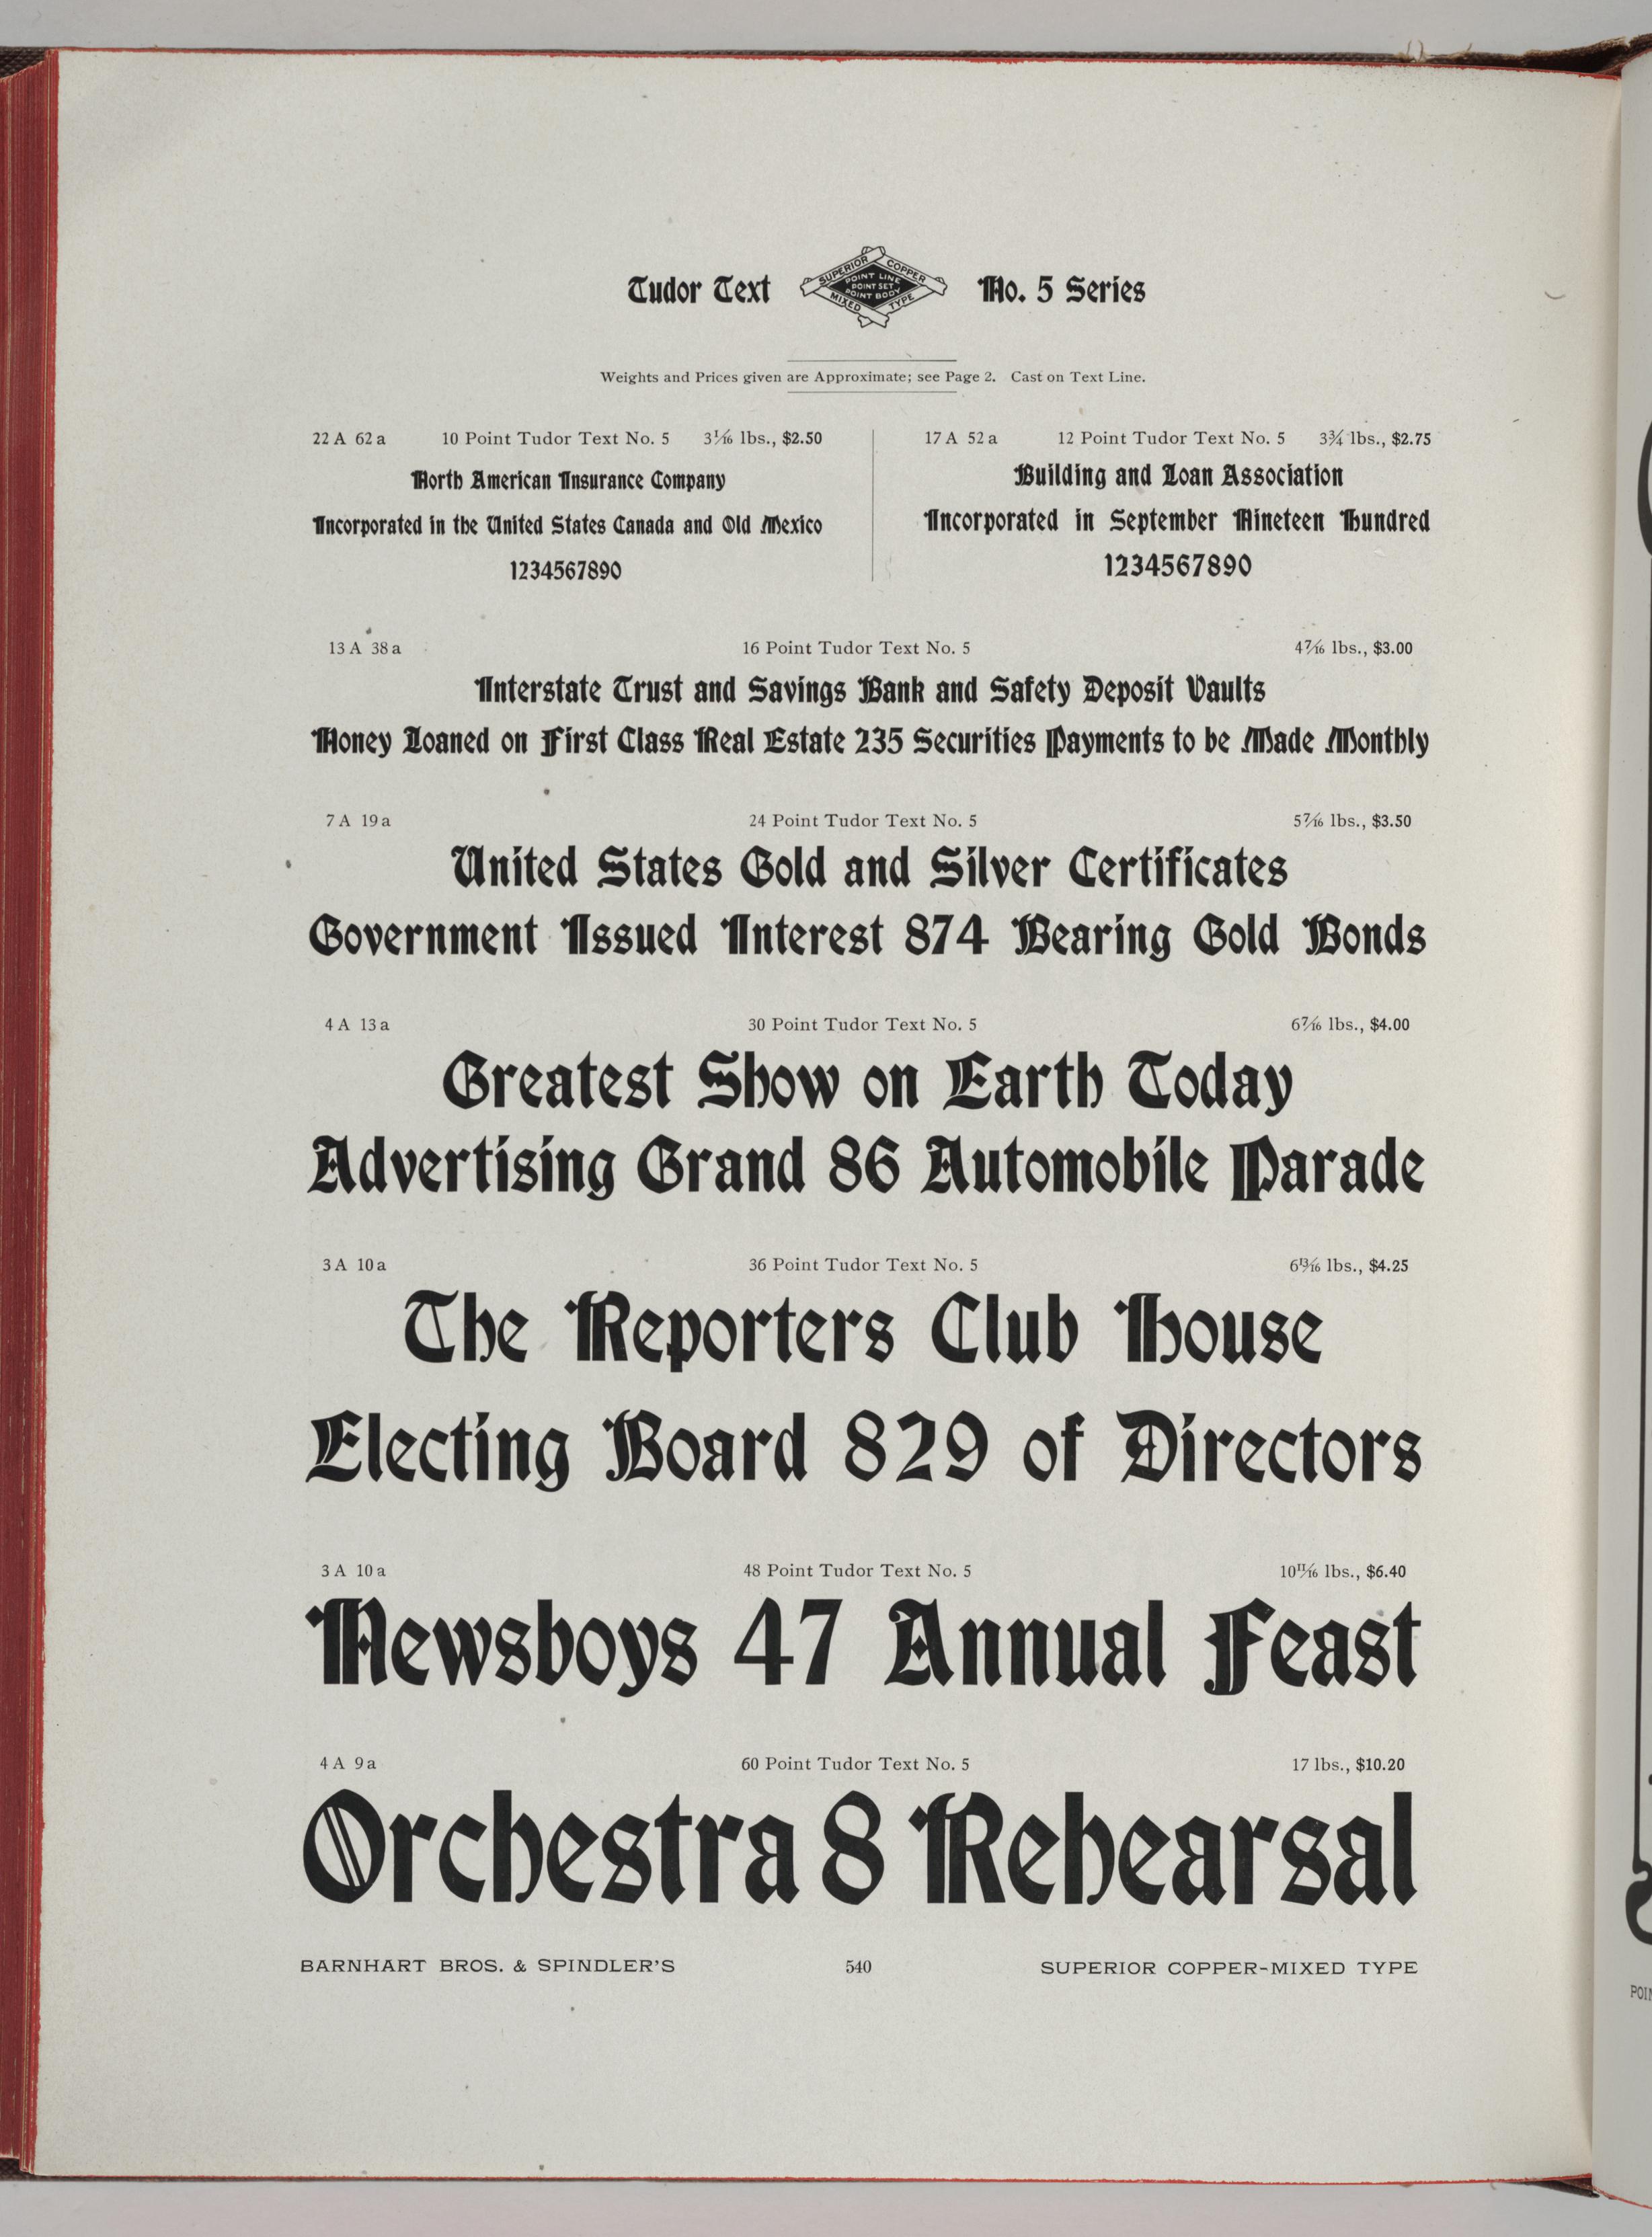 Tudor Text
SUPERIOR COPPER
POINT LINE
POINT SET
POINT BODY
MIXED TYPE
No. 5 Series
Weights and Prices given are Approximate; see Page 2. Cast on Text Line.
22 A 62 a 10 Point Tudor Text No. 5 3 1/16 lbs., $2.50
North American Insurance Company
Incorporated in the United States Canada and Old Mexico
1234567890
17 A 52 a 12 Point Tudor Text No. 5 3¾ lbs., $2.75
Building and Loan Association
Incorporated in September Nineteen Hundred
1234567890
13 A 38 a 16 Point Tudor Text No. 5 4 7/16 lbs., $3.00
Interstate Trust and Savings Bank and Safety Deposit Vaults
Money Loaned on First Class Real Estate 235 Securities Payments to be Made Monthly
7 A 19 a 24 Point Tudor Text No. 5 5 7/16 lbs., $3.50
United States Gold and Silver Certificates
Government Issued Interest 874 Bearing Gold Bonds
4 A 13 a 30 Point Tudor Text No. 5 6 7/16 lbs., $4.00
Greatest Show on Earth Today
Advertising Grand 86 Automobile Parade
3 A 10 a 36 Point Tudor Text No. 5 6 13/16 lbs., $4.25
The Reporters Club House
Electing Board 829 of Directors
3 A 10 a 48 Point Tudor Text No. 5 10 11/16 lbs., $6.40
Newsboys 47 Annual Feast
4 A 9 a 60 Point Tudor Text No. 5 17 lbs., $10.20
Orchestra 8 Rehearsal
BARNHART BROS. & SPINDLER'S 540 SUPERIOR COPPER-MIXED TYPE